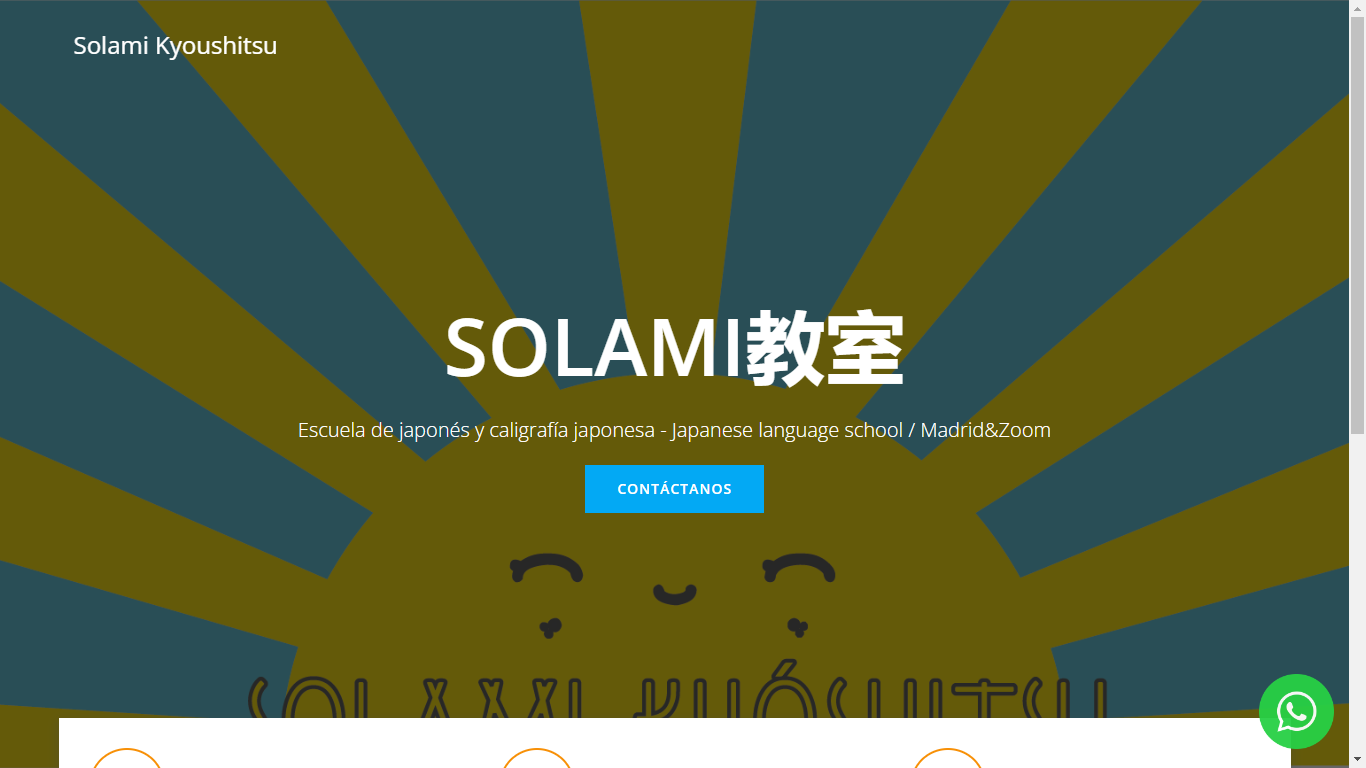 Solami Kyoushitsu
SOLAMI教室
Escuela de japonés y caligrafía japonesa - Japanese language school / Madrid&Zoom
CONTÁCTANOS